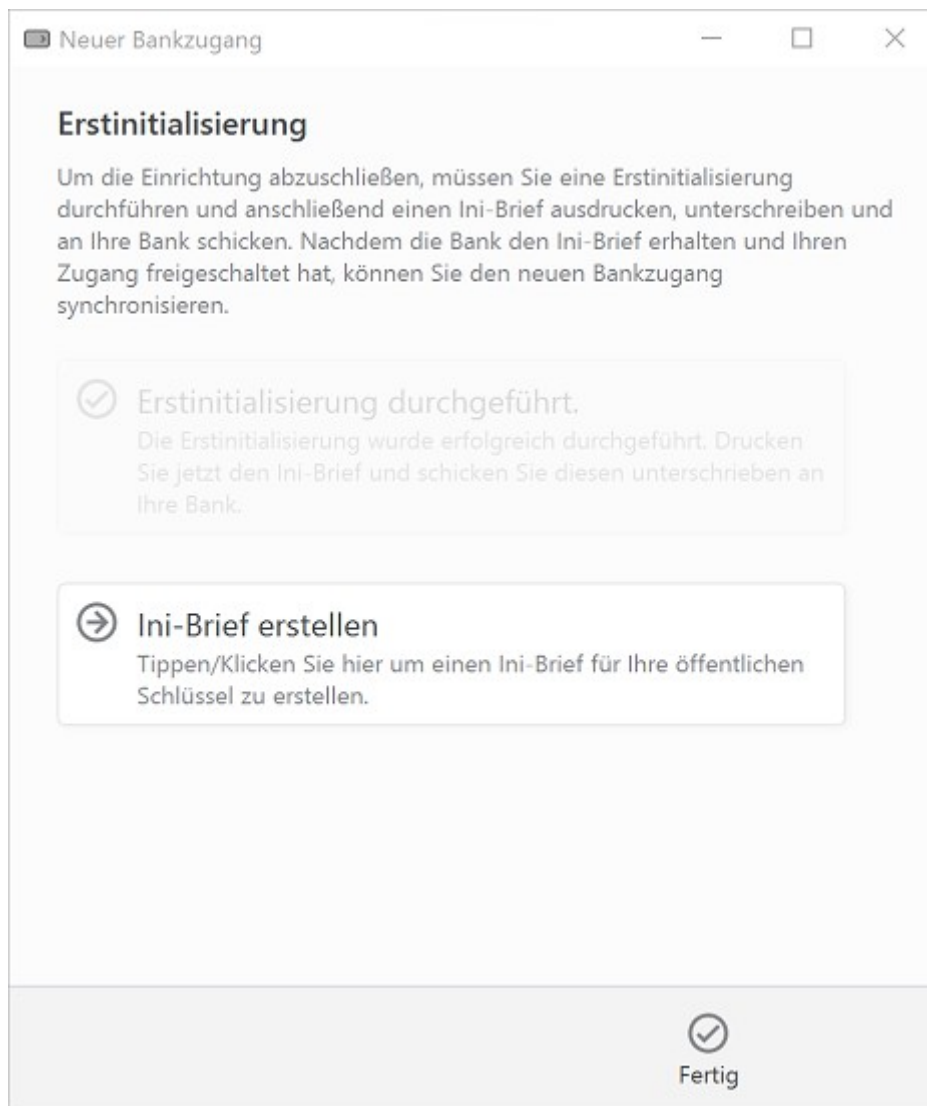 Neuer Bankzugang
Erstinitialisierung
Um die Einrichtung abzuschließen, müssen Sie eine Erstinitialisierung
durchführen und anschließend einen Ini-Brief ausdrucken, unterschreiben und
an Ihre Bank schicken. Nachdem die Bank den Ini-Brief erhalten und Ihren
Zugang freigeschaltet hat, können Sie den neuen Bankzugang
synchronisieren.
Erstinitialisierung durchgeführt.
Die Erstinitialisierung wurde erfolgreich durchgeführt. Drucken
Sie jetzt den Ini-Brief und schicken Sie diesen unterschrieben an
Ihre Bank.
Ini-Brief erstellen
Tippen/Klicken Sie hier um einen Ini-Brief für Ihre öffentlichen
Schlüssel zu erstellen.
Fertig